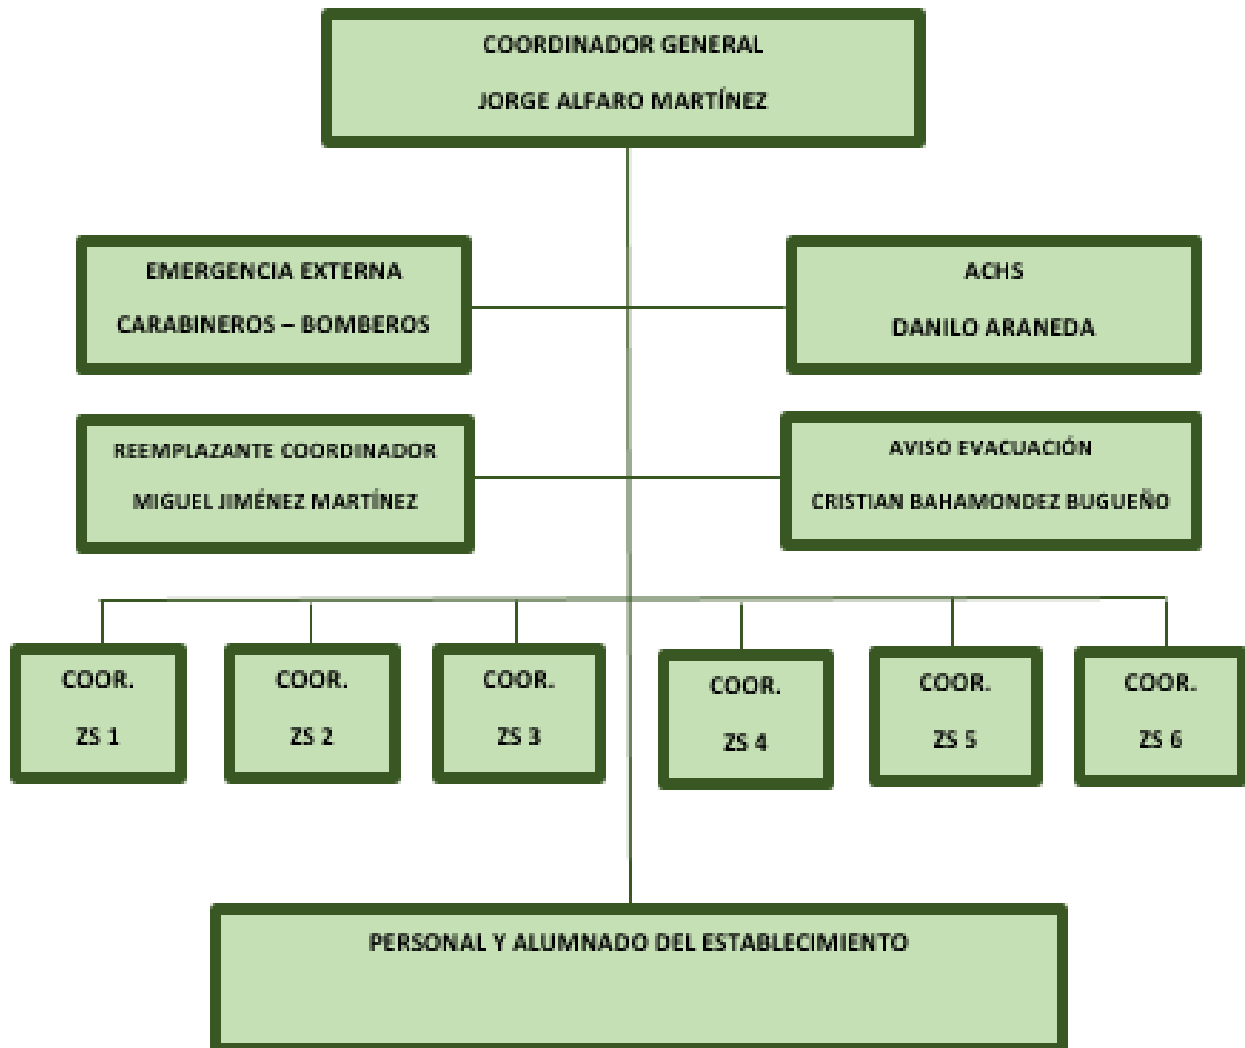 COORDINADOR GENERAL
JORGE ALFARO MARTÍNEZ
EMERGENCIA EXTERNA
CARABINEROS – BOMBEROS
ACHS
DANILO ARANEDA
REEMPLAZANTE COORDINADOR
MIGUEL JIMÉNEZ MARTÍNEZ
AVISO EVACUACIÓN
CRISTIAN BAHAMONDEZ BUGUEÑO
COOR.
ZS 1
COOR.
ZS 2
COOR.
ZS 3
COOR.
ZS 4
COOR.
ZS 5
COOR.
ZS 6
PERSONAL Y ALUMNADO DEL ESTABLECIMIENTO